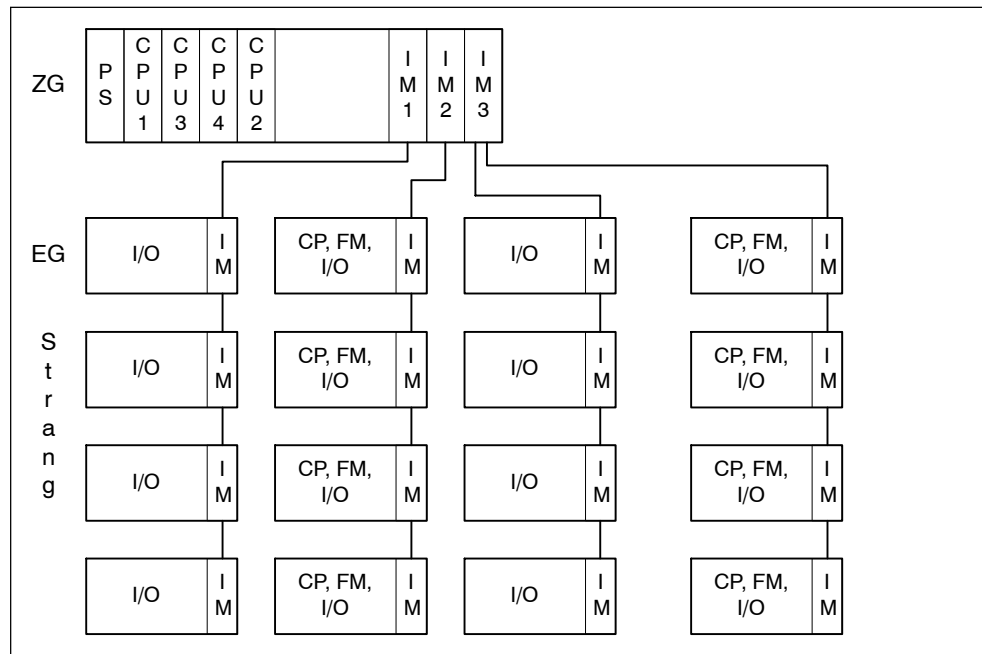 ZG
PS
CPU1
CPU3
CPU4
CPU2
IM1
IM2
IM3
EG
I/O
IM
CP, FM,
I/O
IM
I/O
IM
CP, FM,
I/O
IM
Strang
I/O
IM
CP, FM,
I/O
IM
I/O
IM
CP, FM,
I/O
IM
I/O
IM
CP, FM,
I/O
IM
I/O
IM
CP, FM,
I/O
IM
I/O
IM
CP, FM,
I/O
IM
I/O
IM
CP, FM,
I/O
IM